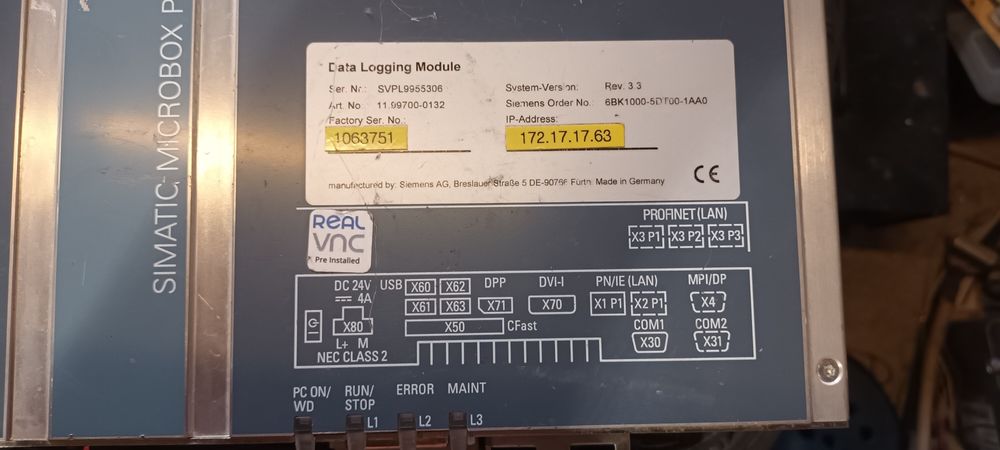 SIMATIC MICROBOX P
Data Logging Module
Ser. Nr.: SVPL9955306
System-Version: Rev. 3.3
Art. No 11.99700-0132
Siemens Order No.: 6BK1000-5DT00-1AA0
Factory Ser. No.:
IP-Address:
1063751
172.17.17.63
manufactured by: Siemens AG, Breslauer Straße 5 DE-90766 Fürth Made in Germany
CE
REAL
VNC
Pre Installed
PROFINET (LAN)
X3 P1 X3 P2 X3 P3
DC 24V
4A
USB X60 X62 DPP DVI-I PN/IE (LAN) MPI/DP
X61 X63 X71 X70 X1 P1 X2 P1 X4
X80 X50 CFast COM1 COM2
L+ M X30 X31
NEC CLASS 2
PC ON/
WD
RUN/
STOP
ERROR MAINT
L1 L2 L3